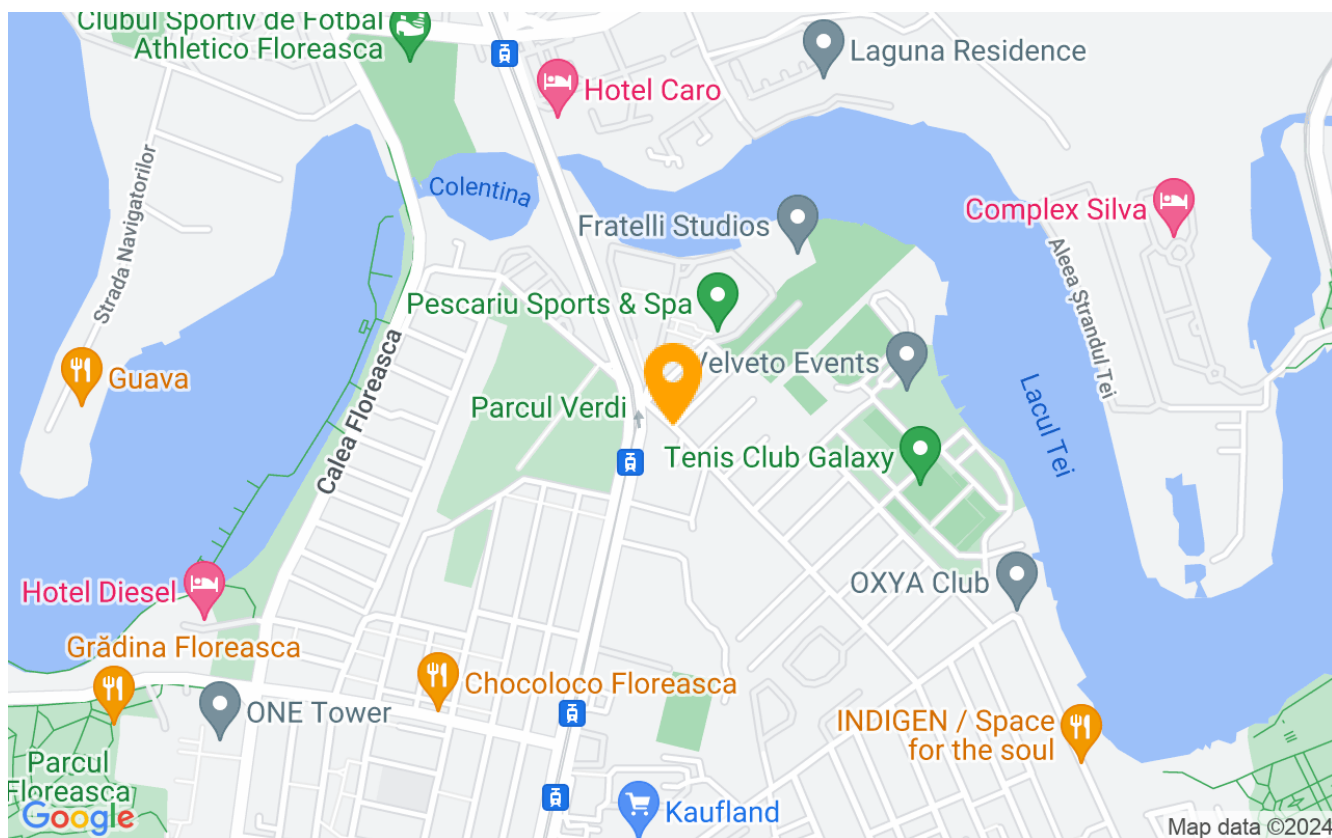 Clubul Sportiv de Fotbal
Athletico Floreasca
Laguna Residence
Hotel Caro
Colentina
Strada Navigatorilor
Fratelli Studios
Complex Silva
Aleea Ștrandul Tei
Pescariu Sports & Spa
Velveto Events
Guava
Calea Floreasca
Parcul Verdi
Lacul Tei
Tenis Club Galaxy
Hotel Diesel
OXYA Club
Grădina Floreasca
Chocoloco Floreasca
ONE Tower
INDIGEN / Space
for the soul
Parcul
Floreasca
Google
Kaufland
Map data ©2024